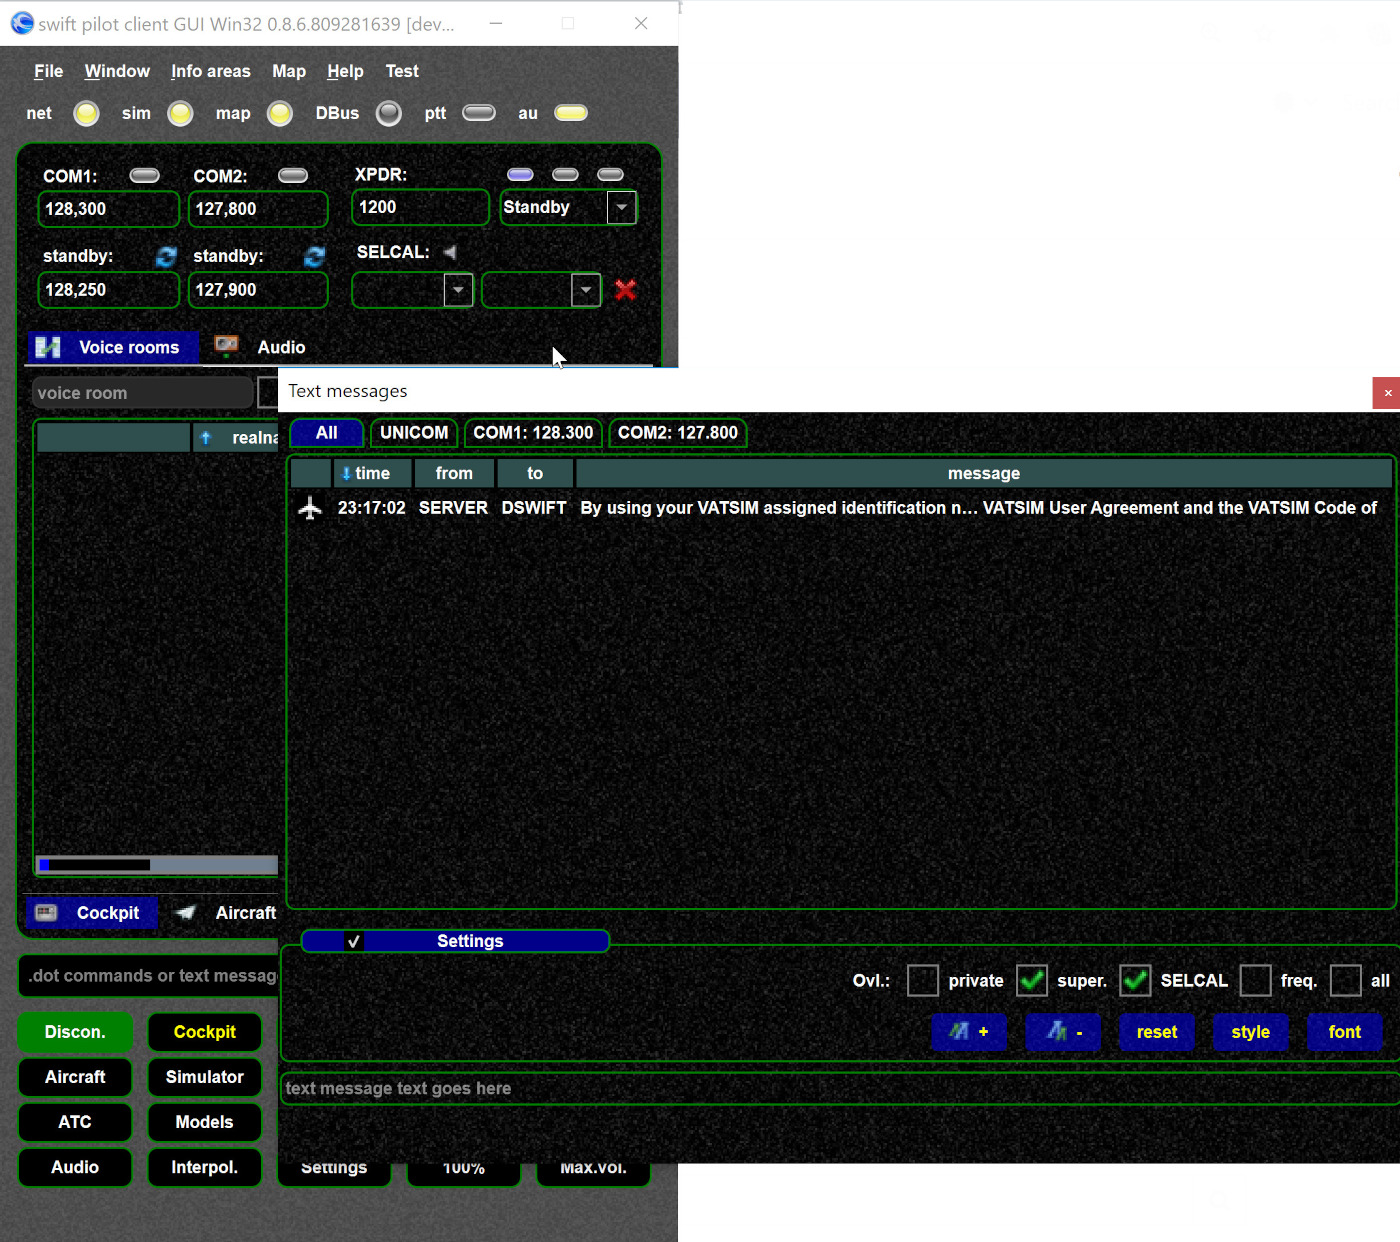 swift pilot client GUI Win32 0.8.6.809281639 [dev...
File Window Info areas Map Help Test
net sim map DBus ptt au
COM1: COM2: XPDR:
128,300 127,800 1200 Standby
standby: standby: SELCAL:
128,250 127,900
Voice rooms Audio
voice room
realna
Text messages
All UNICOM COM1: 128.300 COM2: 127.800
time from to message
23:17:02 SERVER DSWIFT By using your VATSIM assigned identification n... VATSIM User Agreement and the VATSIM Code of
Cockpit Aircraft
Settings
.dot commands or text messag
Ovl.: private super. SELCAL freq. all
+ - reset style font
text message text goes here
Discon. Cockpit
Aircraft Simulator
ATC Models
Audio Interpol. Settings 100% Max.vol.